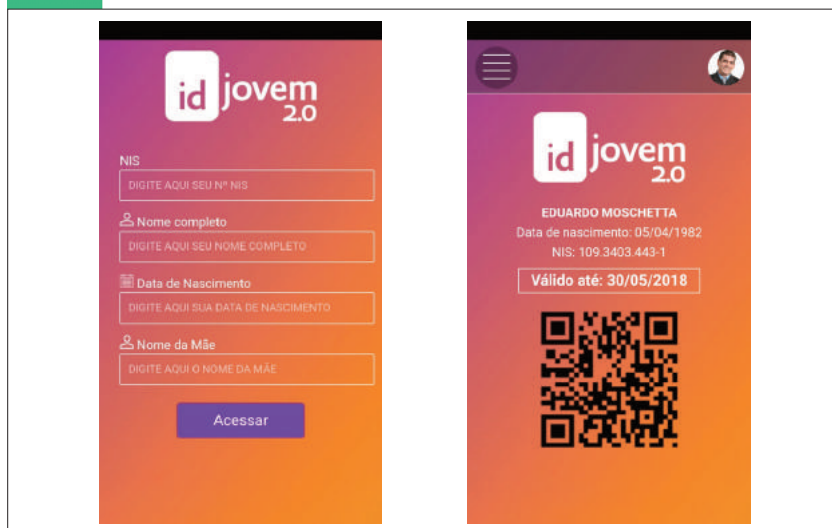 id jovem
2.0
NIS
DIGITE AQUI SEU Nº NIS
Nome completo
DIGITE AQUI SEU NOME COMPLETO
Data de Nascimento
DIGITE AQUI SUA DATA DE NASCIMENTO
Nome da Mãe
DIGITE AQUI O NOME DA MÃE
Acessar
id jovem
2.0
EDUARDO MOSCHETTA
Data de nascimento: 05/04/1982
NIS: 109.3403.443-1
Válido até: 30/05/2018